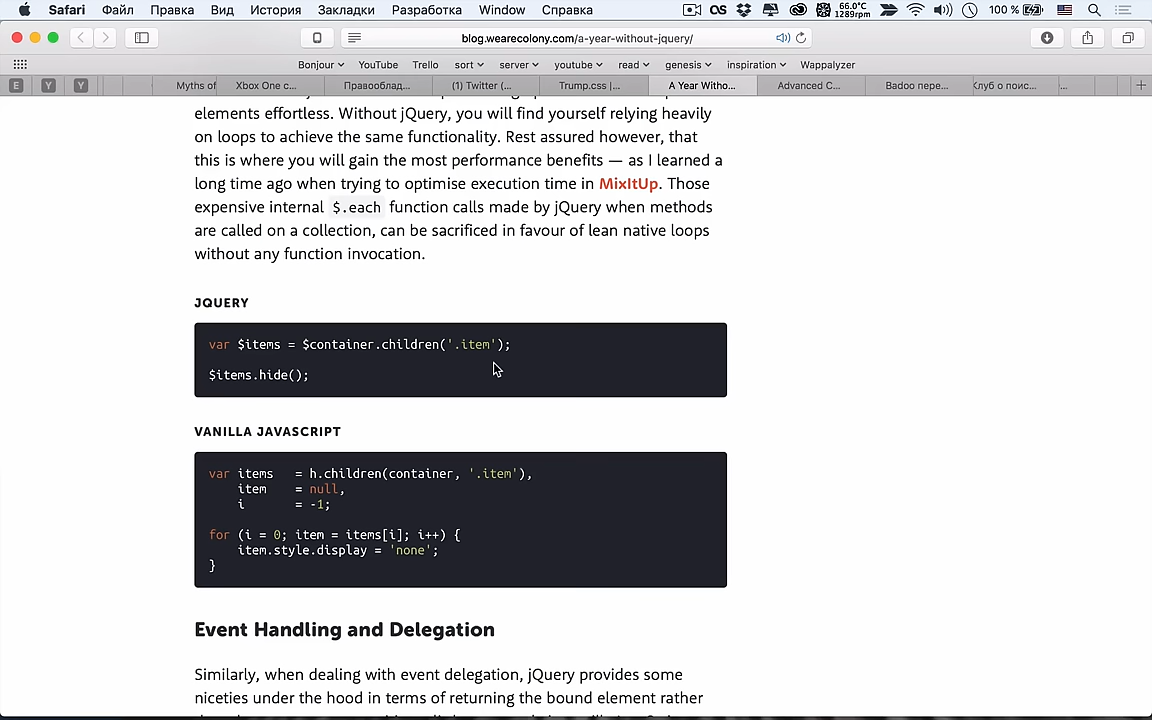 Safari Файл Правка Вид История Закладки Разработка Window Справка 66.0°C 1289rpm 100 %
blog.wearecolony.com/a-year-without-jquery/
Bonjour YouTube Trello sort server youtube read genesis inspiration Wappalyzer
E Y Y Myths of Xbox One c... Правооблад... (1) Twitter (... Trump.css |... A Year Witho... Advanced C... Badoo пере... Клуб о поис... ...
elements effortless. Without jQuery, you will find yourself relying heavily
on loops to achieve the same functionality. Rest assured however, that
this is where you will gain the most performance benefits — as I learned a
long time ago when trying to optimise execution time in MixItUp. Those
expensive internal $.each function calls made by jQuery when methods
are called on a collection, can be sacrificed in favour of lean native loops
without any function invocation.
JQUERY
var $items = $container.children('.item');
$items.hide();
VANILLA JAVASCRIPT
var items = h.children(container, '.item'),
item = null,
i = -1;
for (i = 0; item = items[i]; i++) {
item.style.display = 'none';
}
Event Handling and Delegation
Similarly, when dealing with event delegation, jQuery provides some
niceties under the hood in terms of returning the bound element rather